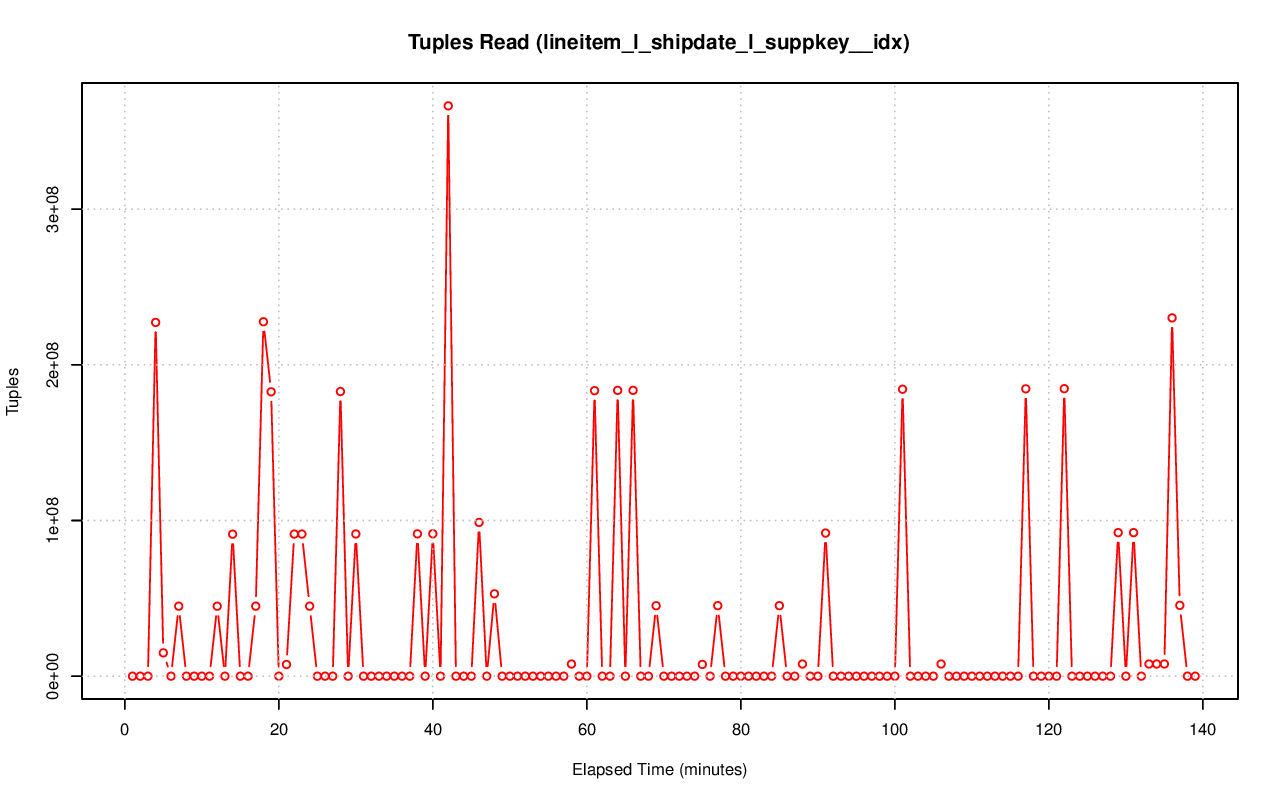 Tuples Read (lineitem_l_shipdate_l_suppkey__idx)
Tuples
3e+08
2e+08
1e+08
0e+00
0 20 40 60 80 100 120 140
Elapsed Time (minutes)